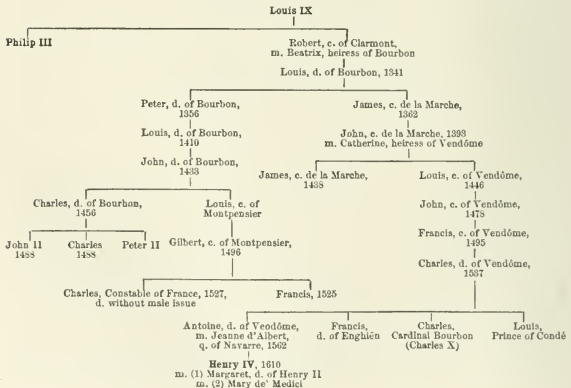 Louis IX
Philip III
Robert, c. of Clarmont,
m. Beatrix, heiress of Bourbon
Louis, d. of Bourbon, 1341
Peter, d. of Bourbon,
1356
James, c. de la Marche,
1362
Louis, d. of Bourbon,
1410
John, c. de la Marche, 1393
m. Catherine, heiress of Vendôme
John, d. of Bourbon,
1433
James, c. de la Marche,
1438
Louis, c. of Vendôme,
1446
Charles, d. of Bourbon,
1456
Louis, c. of
Montpensier
John, c. of Vendôme,
1478
John II
1488
Charles
1488
Peter II
Gilbert, c. of Montpensier,
1496
Francis, c. of Vendôme,
1495
Charles, d. of Vendôme,
1537
Charles, Constable of France, 1527,
d. without male issue
Francis, 1525
Antoine, d. of Vendôme,
m. Jeanne d'Albert,
q. of Navarre, 1562
Francis,
d. of Enghién
Charles,
Cardinal Bourbon
(Charles X)
Louis,
Prince of Condé
Henry IV, 1610
m. (1) Margaret, d. of Henry II
m. (2) Mary de' Medici